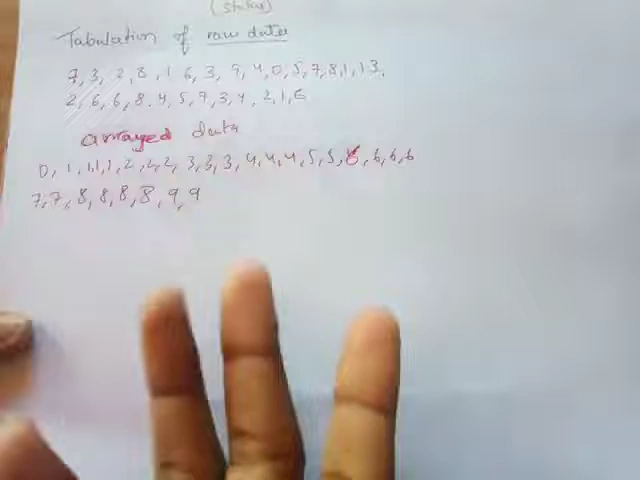 (status)
Tabulation of raw data
7, 3, 2, 8, 1 6, 3, 9, 4, 0, 5, 7, 8, 1, 1 3,
2, 6, 6, 8, 4, 5, 7, 3, 4, 2, 1, 6
arrayed data
0, 1, 1, 1, 1, 2, 2, 2, 3, 3, 3, 4, 4, 4, 5, 5, 6, 6, 6, 6
7, 7, 8, 8, 8, 8, 9, 9